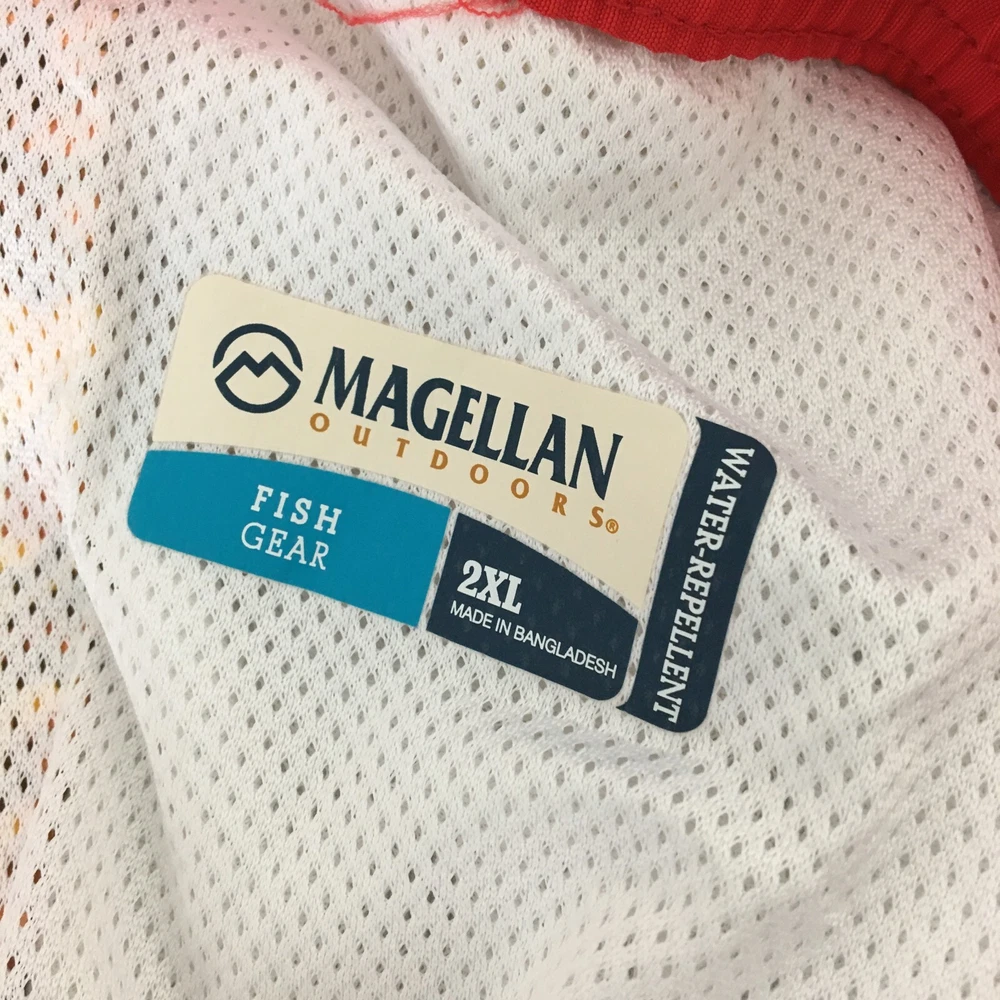 MAGELLAN
OUTDOORS®
FISH
GEAR
2XL
MADE IN BANGLADESH
WATER-REPELLENT